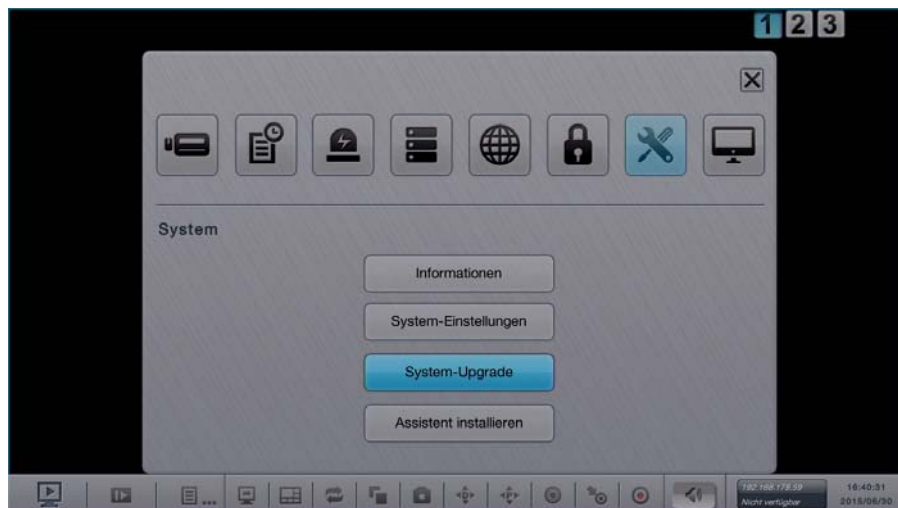 1 2 3
System
Informationen
System-Einstellungen
System-Upgrade
Assistent installieren
...
192.168.178.59
Nicht verfügbar
16:40:31
2015/06/30